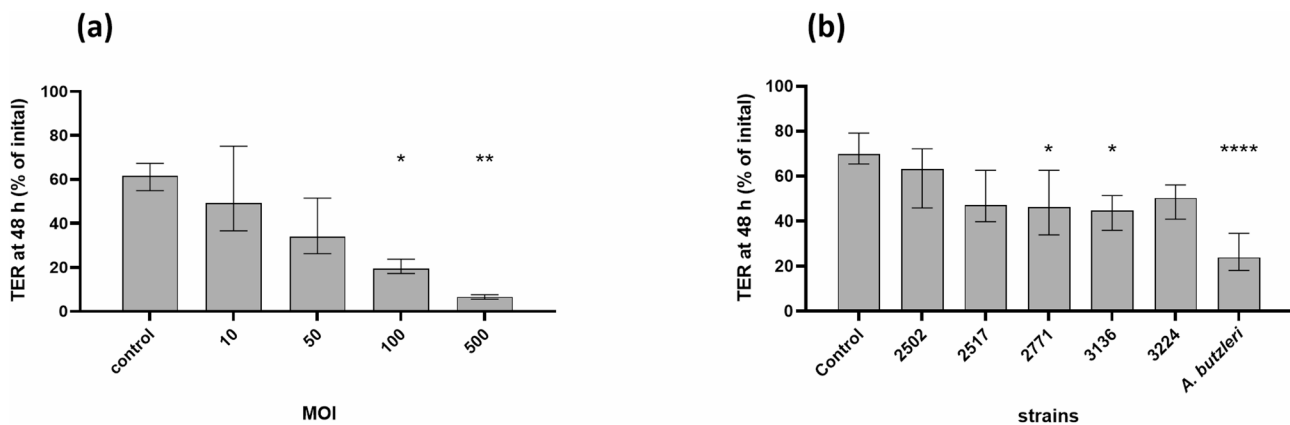 (a)
TER at 48 h (% of inital)
100
80
60
40
20
0
*
**
control
10
50
100
500
MOI
(b)
TER at 48 h (% of inital)
100
80
60
40
20
0
*
*
****
Control
2502
2517
2771
3136
3224
A. butzleri
strains